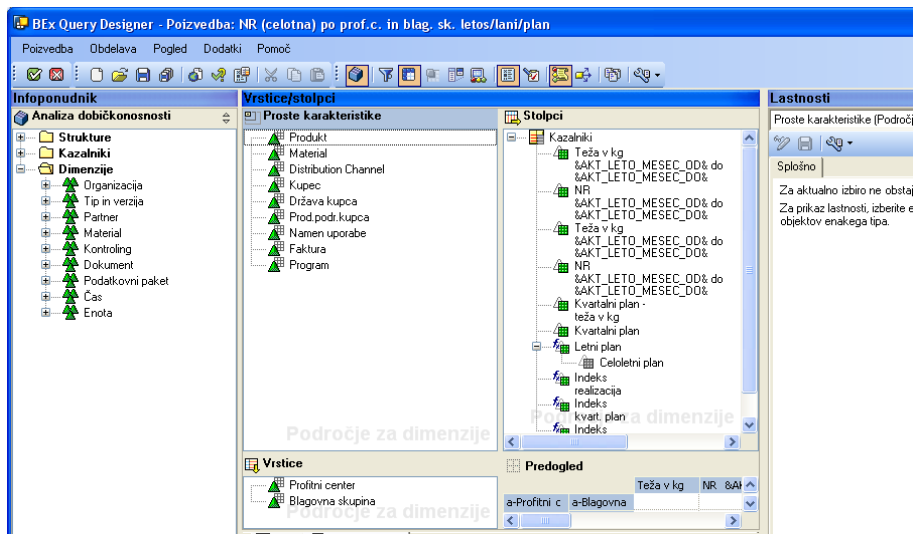 BEx Query Designer - Poizvedba: NR (celotna) po prof.c. in blag. sk. letos/lani/plan
Poizvedba Obdelava Pogled Dodatki Pomoč
Infoponudnik
Analiza dobičkonosnosti
Strukture
Kazalniki
Dimenzije
Organizacija
Tip in verzija
Partner
Material
Kontroling
Dokument
Podatkovni paket
Čas
Enota
Vrstice/stolpci
Proste karakteristike
Produkt
Material
Distribution Channel
Kupec
Država kupca
Prod.podr.kupca
Namen uporabe
Faktura
Program
Področje za dimenzije
Stolpci
Kazalniki
Teža v kg
&AKT_LETO_MESEC_OD& do
&AKT_LETO_MESEC_DO&
NR
&AKT_LETO_MESEC_OD& do
&AKT_LETO_MESEC_DO&
Teža v kg
&AKT_LETO_MESEC_OD& do
&AKT_LETO_MESEC_DO&
NR
&AKT_LETO_MESEC_OD& do
&AKT_LETO_MESEC_DO&
Kvartalni plan -
teža v kg
Kvartalni plan
Letni plan
Celoletni plan
Indeks
realizacija
Indeks
kvart. plan
Indeks
Področje za dimenzije
Vrstice
Profitni center
Blagovna skupina
Področje za dimenzije
Predogled
Teža v kg NR &AK
a-Profitni c a-Blagovna
Lastnosti
Proste karakteristike (Področj
Splošno
Za aktualno izbiro ne obstaj
Za prikaz lastnosti, izberite e
objektov enakega tipa.